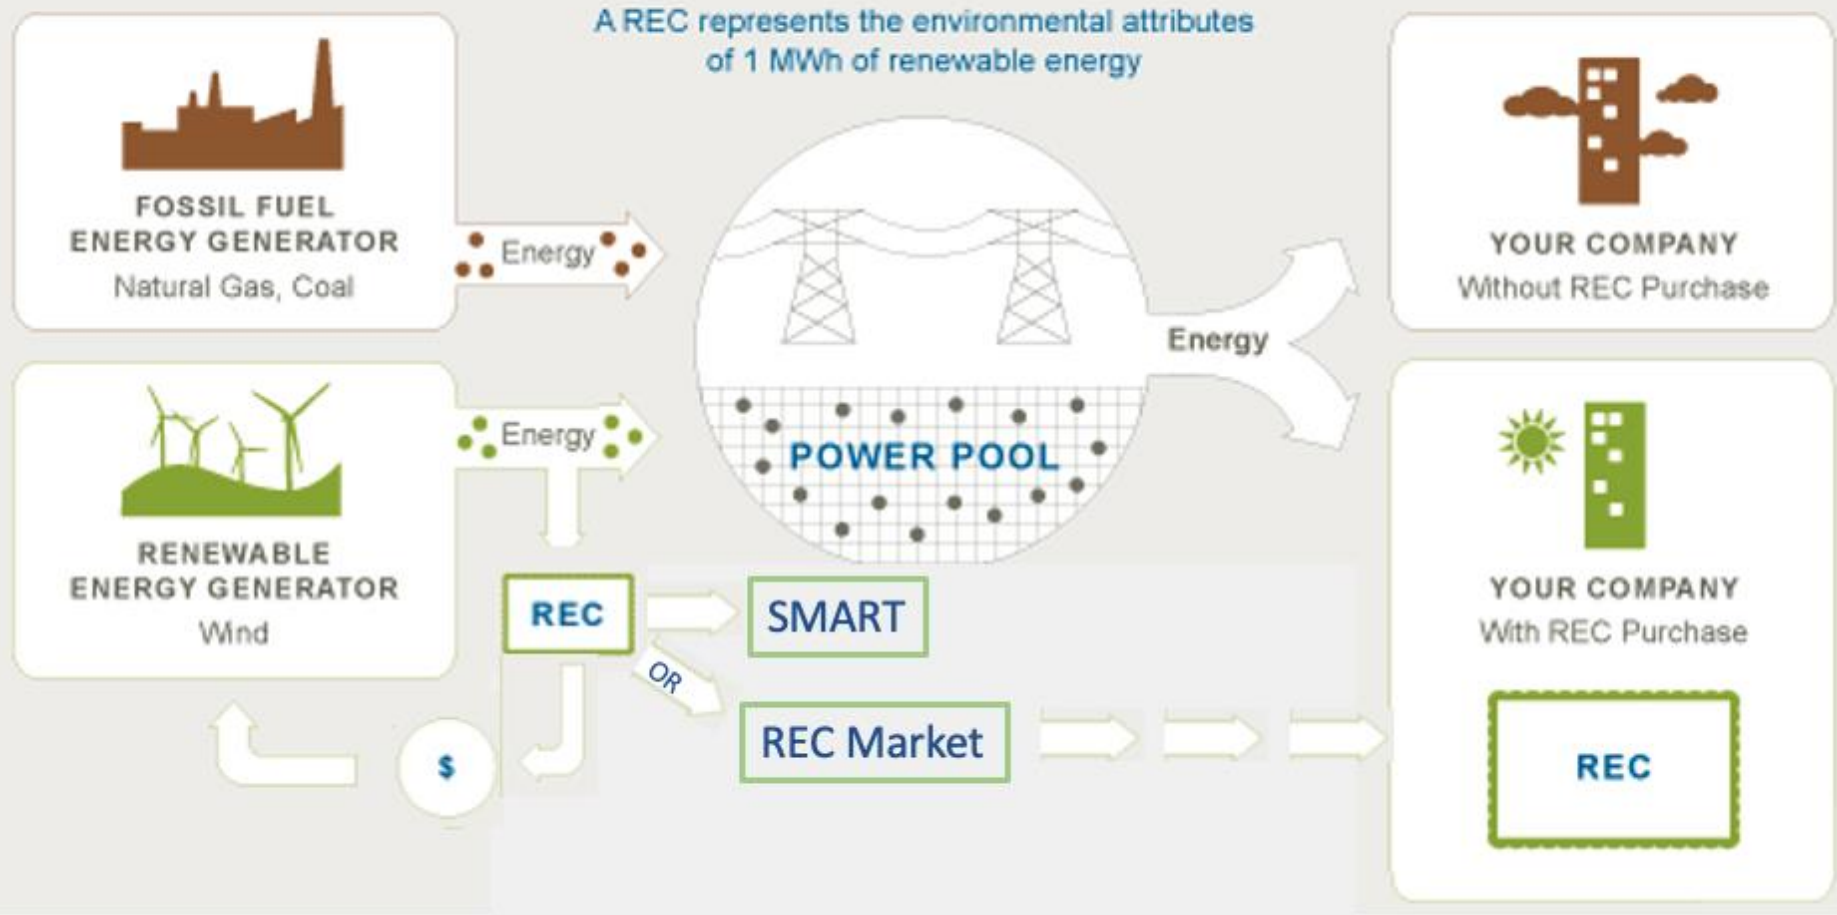 A REC represents the environmental attributes
of 1 MWh of renewable energy
FOSSIL FUEL
ENERGY GENERATOR
Natural Gas, Coal
Energy
RENEWABLE
ENERGY GENERATOR
Wind
Energy
POWER POOL
Energy
YOUR COMPANY
Without REC Purchase
YOUR COMPANY
With REC Purchase
REC
REC
SMART
OR
REC Market
$